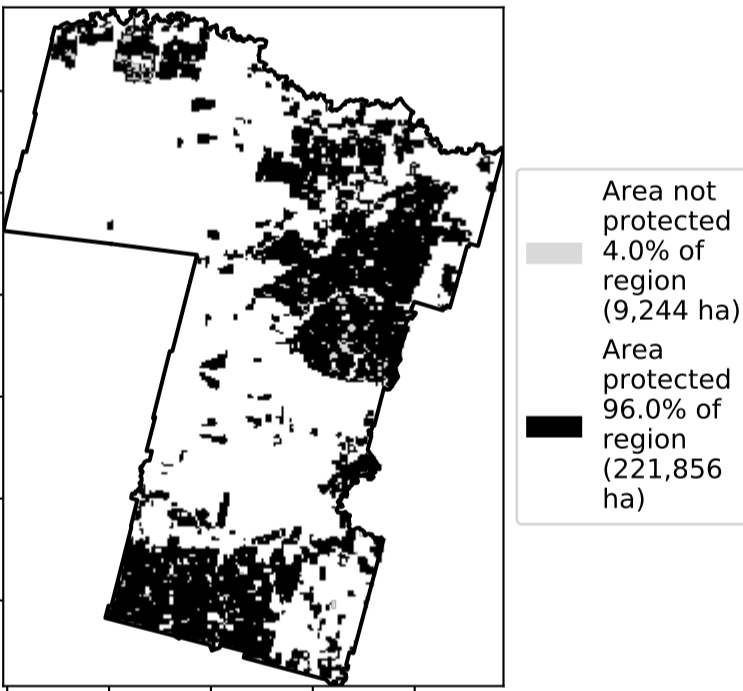 Area not
protected
4.0% of
region
(9,244 ha)
Area
protected
96.0% of
region
(221,856
ha)